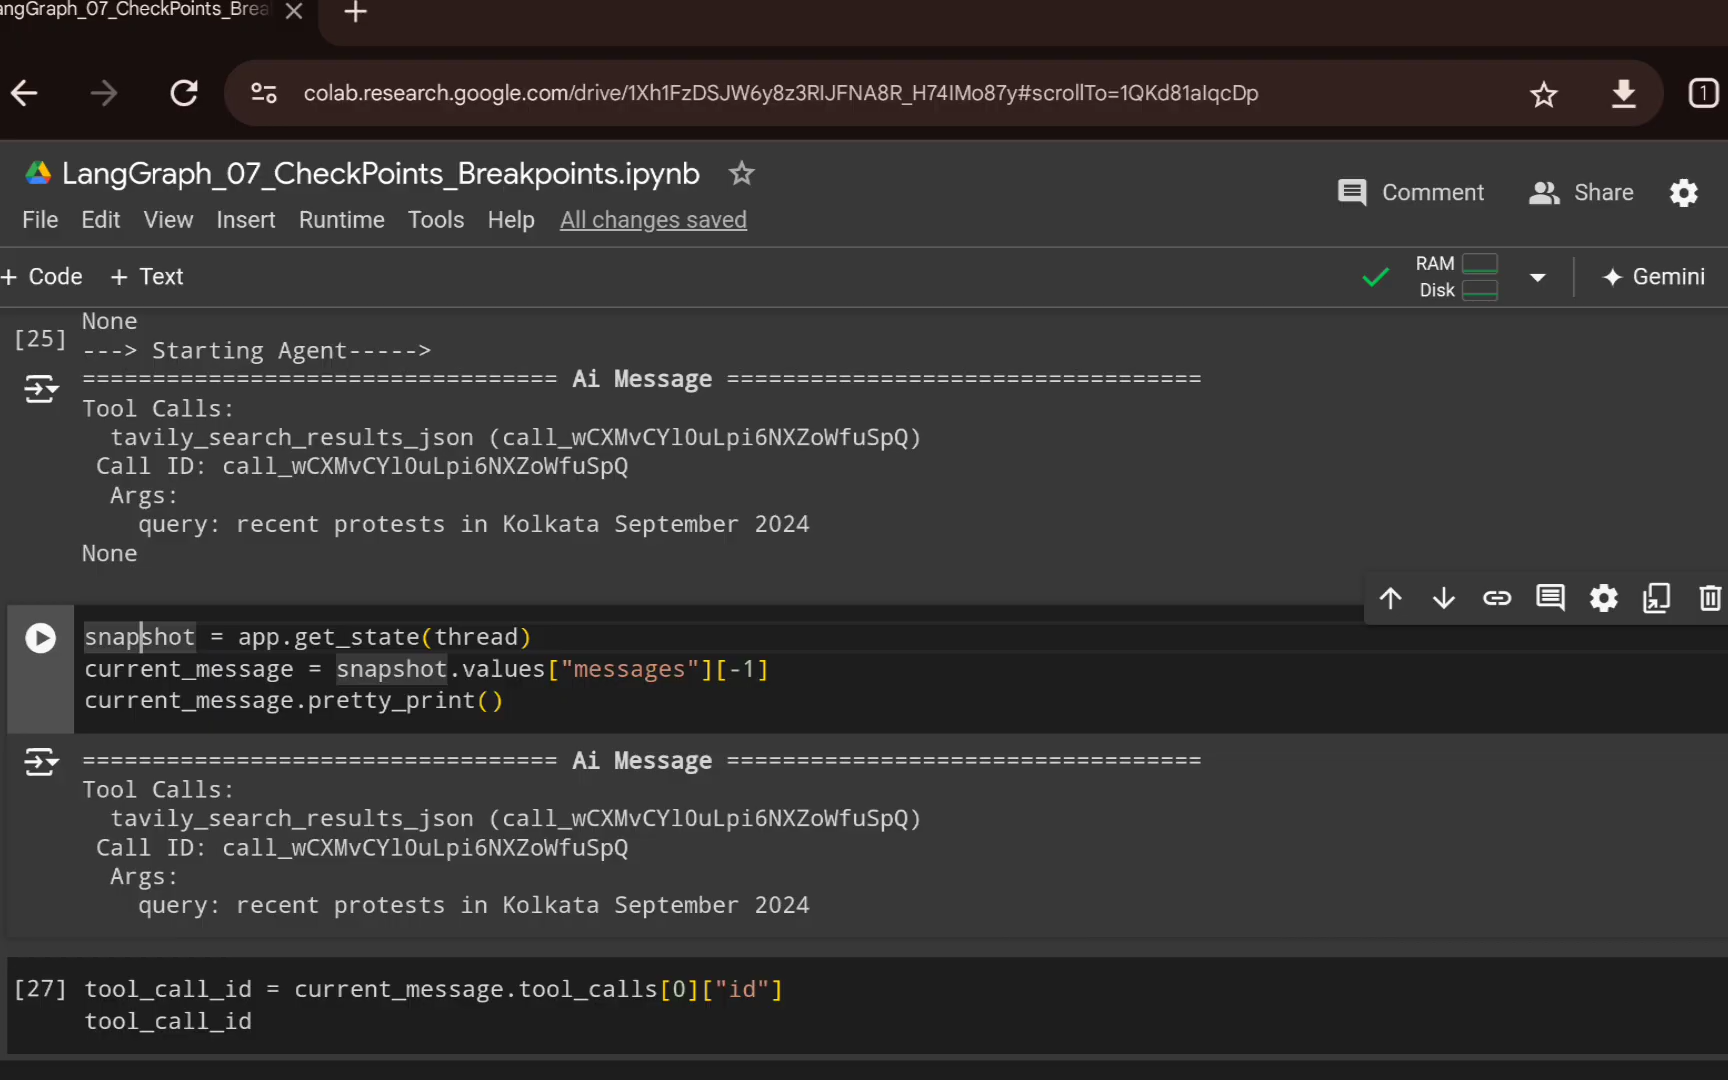 angGraph_07_CheckPoints_Brea
colab.research.google.com/drive/1Xh1FzDSJW6y8z3RIJFNA8R_H74IMo87y#scrollTo=1QKd81aIqcDp
1
LangGraph_07_CheckPoints_Breakpoints.ipynb
Comment Share
File Edit View Insert Runtime Tools Help All changes saved
+ Code + Text
RAM
Disk
Gemini
[25]
None
---> Starting Agent----->
================================== Ai Message ==================================
Tool Calls:
tavily_search_results_json (call_wCXMvCYl0uLpi6NXZoWfuSpQ)
Call ID: call_wCXMvCYl0uLpi6NXZoWfuSpQ
Args:
query: recent protests in Kolkata September 2024
None
snapshot = app.get_state(thread)
current_message = snapshot.values["messages"][-1]
current_message.pretty_print()
================================== Ai Message ==================================
Tool Calls:
tavily_search_results_json (call_wCXMvCYl0uLpi6NXZoWfuSpQ)
Call ID: call_wCXMvCYl0uLpi6NXZoWfuSpQ
Args:
query: recent protests in Kolkata September 2024
[27] tool_call_id = current_message.tool_calls[0]["id"]
tool_call_id